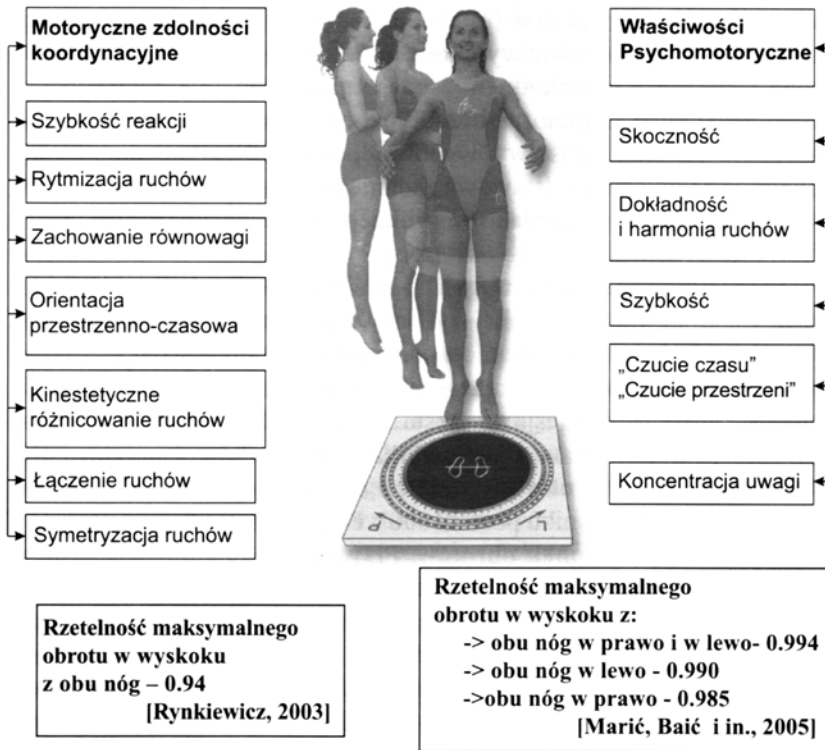 Motoryczne zdolności
koordynacyjne
Szybkość reakcji
Rytmizacja ruchów
Zachowanie równowagi
Orientacja
przestrzenno-czasowa
Kinestetyczne
różnicowanie ruchów
Łączenie ruchów
Symetryzacja ruchów
Właściwości
Psychomotoryczne
Skoczność
Dokładność
i harmonia ruchów
Szybkość
„Czucie czasu”
„Czucie przestrzeni”
Koncentracja uwagi
P
L
Rzetelność maksymalnego
obrotu w wyskoku
z obu nóg – 0.94
[Rynkiewicz, 2003]
Rzetelność maksymalnego
obrotu w wyskoku z:
-> obu nóg w prawo i w lewo- 0.994
-> obu nóg w lewo - 0.990
->obu nóg w prawo - 0.985
[Marić, Baić i in., 2005]